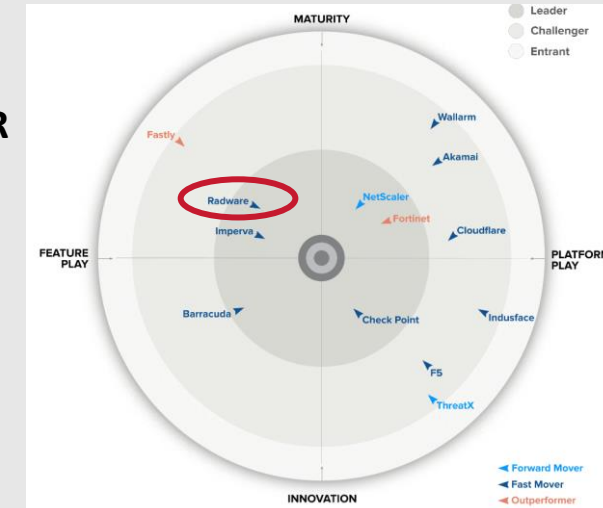 MATURITY
Leader
Challenger
Entrant
R
Wallarm
Fastly
Akamai
Radware
NetScaler
Fortinet
Imperva
Cloudflare
FEATURE
PLAY
PLATFORM
PLAY
Barracuda
Check Point
Indusface
F5
ThreatX
Forward Mover
Fast Mover
Outperformer
INNOVATION